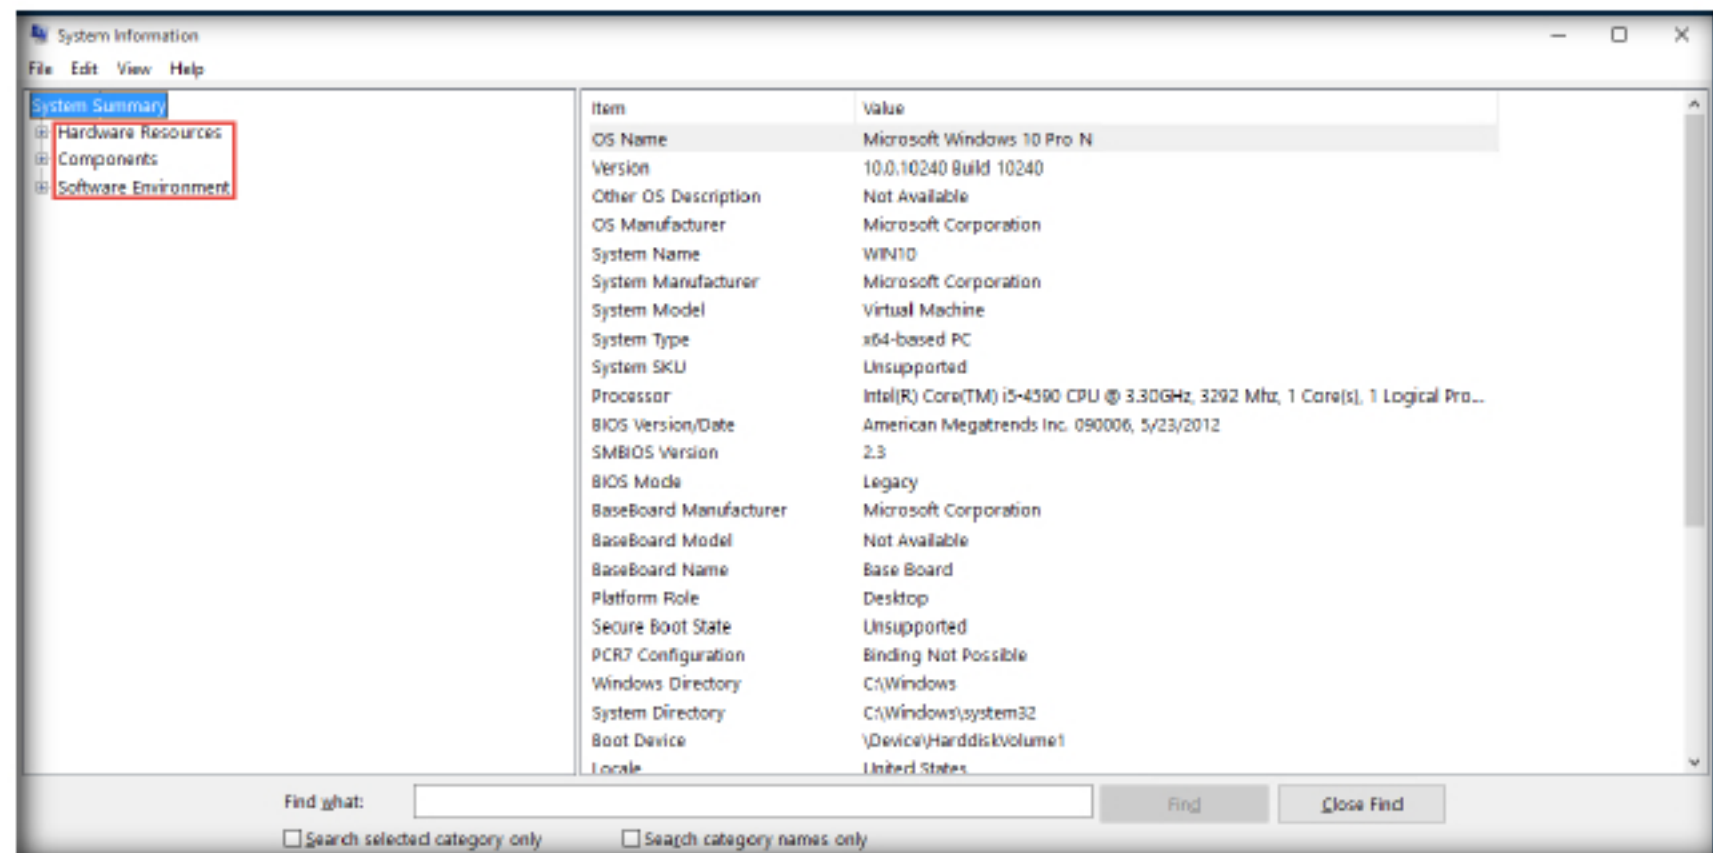 System Information
File Edit View Help
System Summary
Hardware Resources
Components
Software Environment
Item Value
OS Name Microsoft Windows 10 Pro N
Version 10.0.10240 Build 10240
Other OS Description Not Available
OS Manufacturer Microsoft Corporation
System Name WIN10
System Manufacturer Microsoft Corporation
System Model Virtual Machine
System Type x64-based PC
System SKU Unsupported
Processor Intel(R) Core(TM) i5-4590 CPU @ 3.30GHz, 3292 Mhz, 1 Core(s), 1 Logical Pro...
BIOS Version/Date American Megatrends Inc. 090006, 5/23/2012
SMBIOS Version 2.3
BIOS Mode Legacy
BaseBoard Manufacturer Microsoft Corporation
BaseBoard Model Not Available
BaseBoard Name Base Board
Platform Role Desktop
Secure Boot State Unsupported
PCR7 Configuration Binding Not Possible
Windows Directory C:\Windows
System Directory C:\Windows\system32
Boot Device \Device\HarddiskVolume1
Locale United States
Find what: Find Close Find
Search selected category only Search category names only